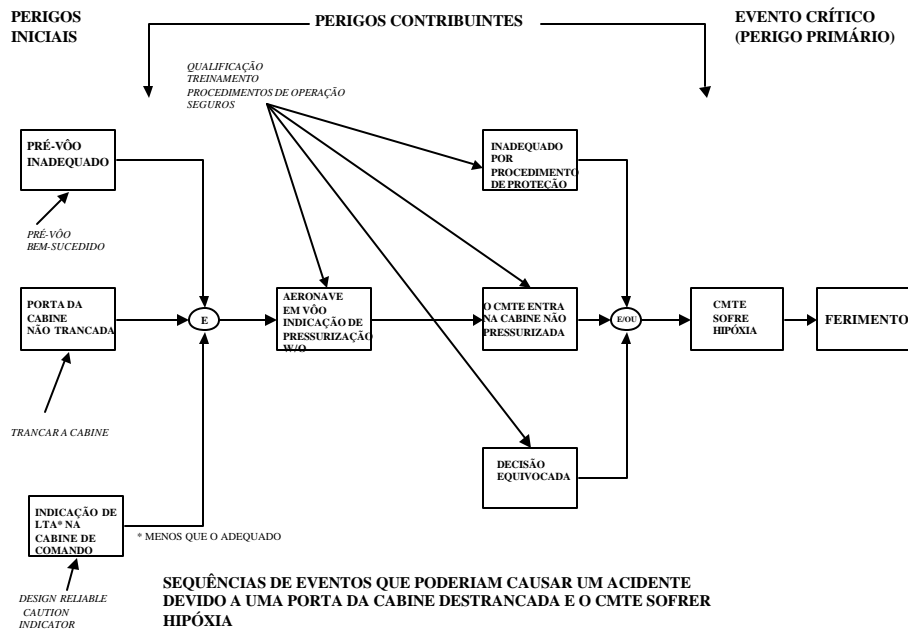 PERIGOS
INICIAIS
PERIGOS CONTRIBUINTES
EVENTO CRÍTICO
(PERIGO PRIMÁRIO)
QUALIFICAÇÃO
TREINAMENTO
PROCEDIMENTOS DE OPERAÇÃO
SEGUROS
PRÉ-VÔO
INADEQUADO
INADEQUADO
POR
PROCEDIMENTO
DE PROTEÇÃO
PRÉ-VÔO
BEM-SUCEDIDO
PORTA DA
CABINE
NÃO TRANCADA
E
AERONAVE
EM VÔO
INDICAÇÃO DE
PRESSURIZAÇÃO
W/O
O CMTE ENTRA
NA CABINE NÃO
PRESSURIZADA
E/OU
CMTE
SOFRE
HIPÓXIA
FERIMENTO
TRANCAR A CABINE
DECISÃO
EQUIVOCADA
INDICAÇÃO DE
LTA* NA
CABINE DE
COMANDO
* MENOS QUE O ADEQUADO
DESIGN RELIABLE
CAUTION
INDICATOR
SEQUÊNCIAS DE EVENTOS QUE PODERIAM CAUSAR UM ACIDENTE
DEVIDO A UMA PORTA DA CABINE DESTRANCADA E O CMTE SOFRER
HIPÓXIA